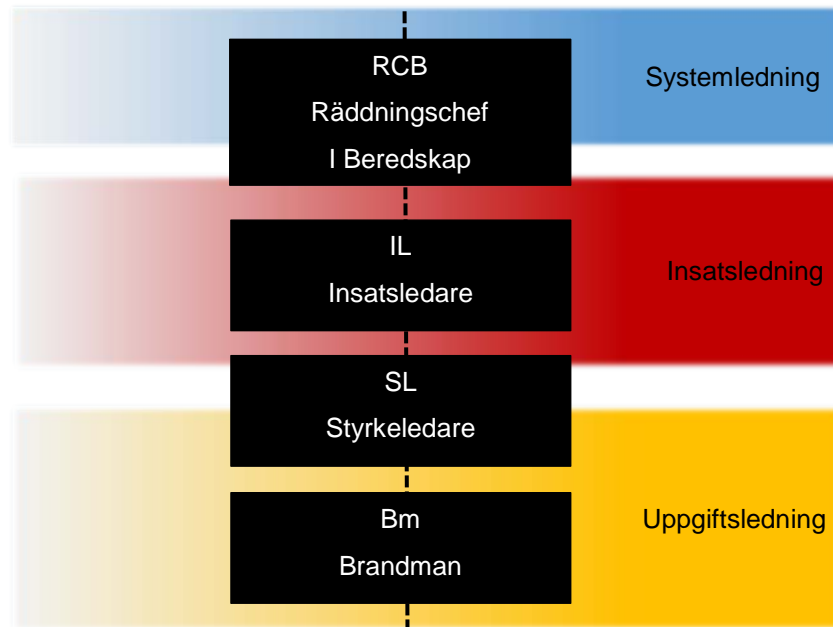 RCB
Räddningschef
I Beredskap
Systemledning
IL
Insatsledare
Insatsledning
SL
Styrkeledare
Bm
Brandman
Uppgiftsledning